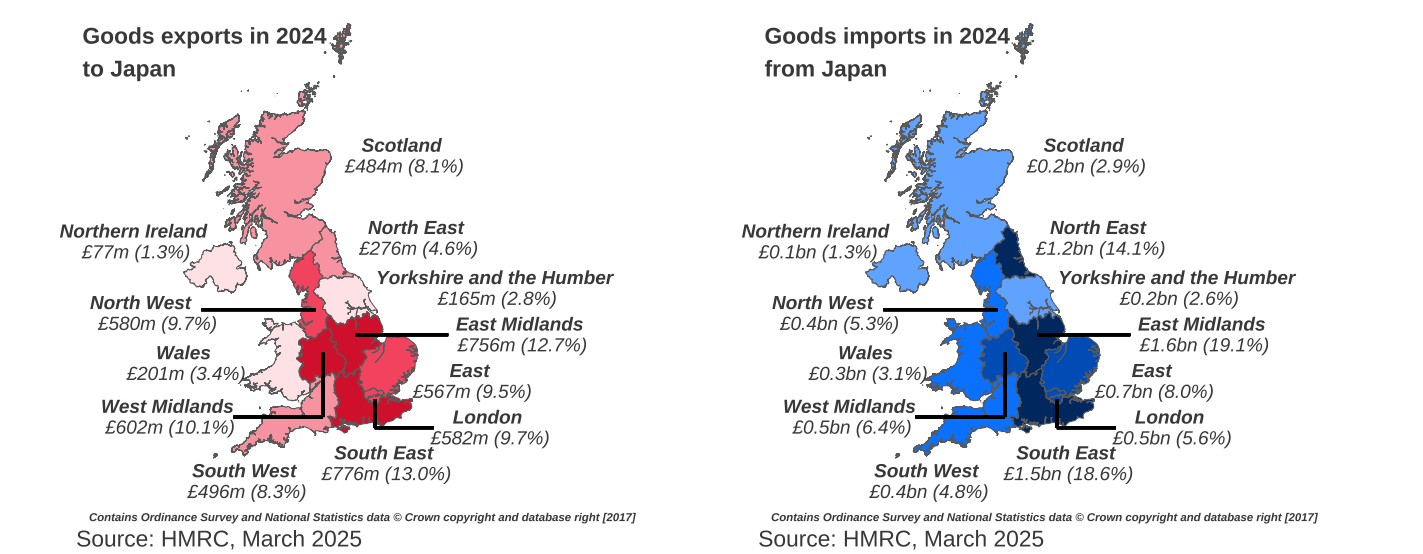 Goods exports in 2024
to Japan
Scotland
£484m (8.1%)
Northern Ireland
£77m (1.3%)
North East
£276m (4.6%)
Yorkshire and the Humber
£165m (2.8%)
North West
£580m (9.7%)
East Midlands
£756m (12.7%)
Wales
£201m (3.4%)
East
£567m (9.5%)
West Midlands
£602m (10.1%)
London
£582m (9.7%)
South East
£776m (13.0%)
South West
£496m (8.3%)
Contains Ordinance Survey and National Statistics data © Crown copyright and database right [2017]
Source: HMRC, March 2025
Goods imports in 2024
from Japan
Scotland
£0.2bn (2.9%)
Northern Ireland
£0.1bn (1.3%)
North East
£1.2bn (14.1%)
Yorkshire and the Humber
£0.2bn (2.6%)
North West
£0.4bn (5.3%)
East Midlands
£1.6bn (19.1%)
Wales
£0.3bn (3.1%)
East
£0.7bn (8.0%)
West Midlands
£0.5bn (6.4%)
London
£0.5bn (5.6%)
South East
£1.5bn (18.6%)
South West
£0.4bn (4.8%)
Contains Ordinance Survey and National Statistics data © Crown copyright and database right [2017]
Source: HMRC, March 2025